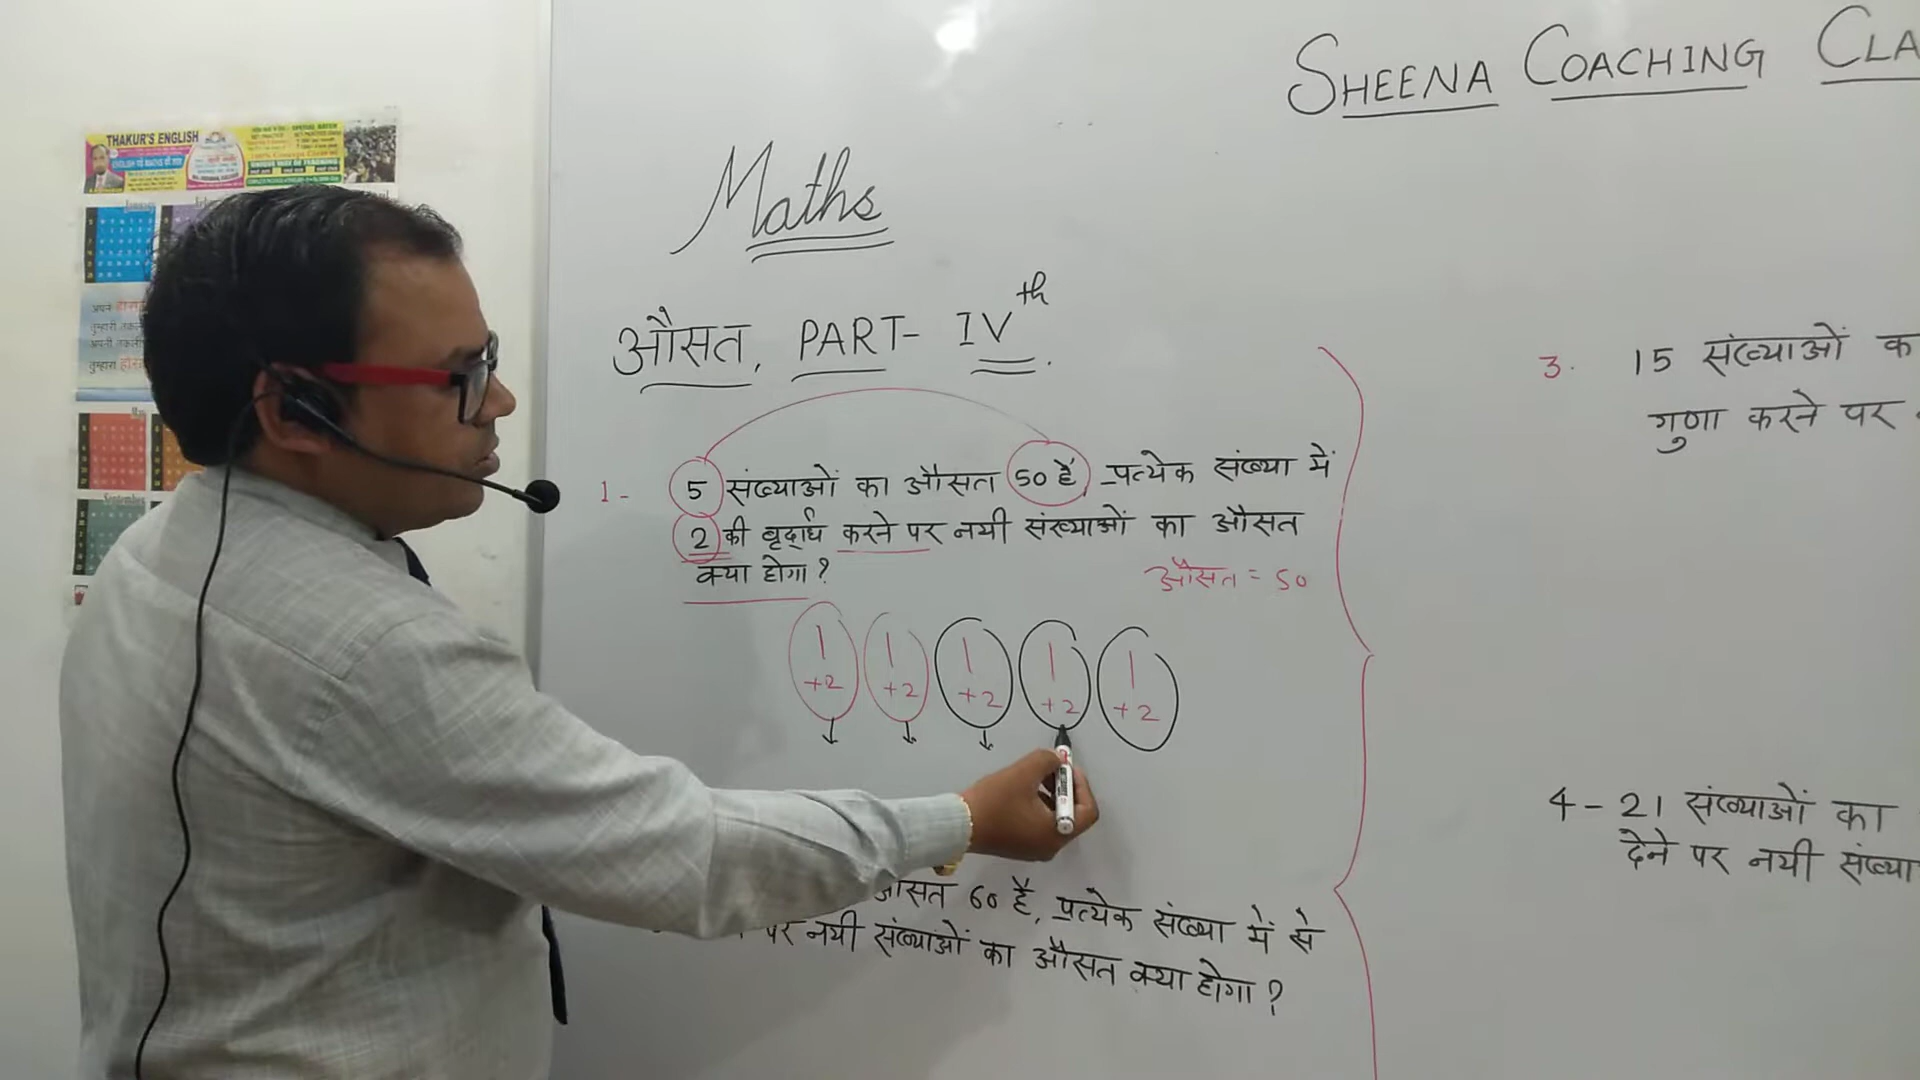 SHEENA COACHING CLA
THAKUR'S ENGLISH
Maths
औसत, PART- IVth
1- 5 संख्याओं का औसत 50 है, प्रत्येक संख्या में
2 की वृद्धि करने पर नयी संख्याओं का औसत
क्या होगा?
औसत = 50
1 1 1 1 1
+2 +2 +2 +2 +2
औसत 60 है, प्रत्येक संख्या में से
पर नयी संख्याओं का औसत क्या होगा?
3. 15 संख्याओं क
गुणा करने पर
4- 21 संख्याओं का
देने पर नयी संख्या